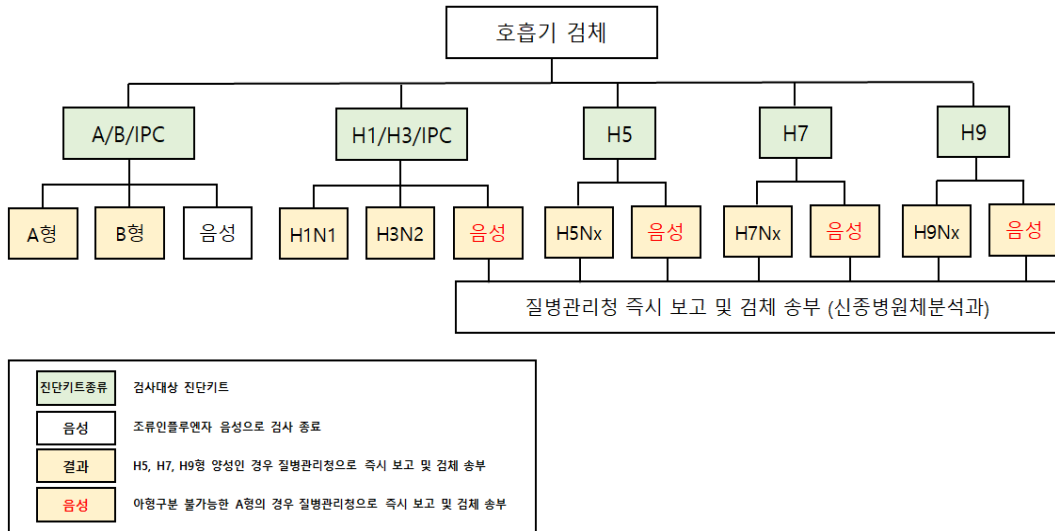 호흡기 검체
A/B/IPC
H1/H3/IPC
H5
H7
H9
A형
B형
음성
H1N1
H3N2
음성
H5Nx
음성
H7Nx
음성
H9Nx
음성
질병관리청 즉시 보고 및 검체 송부 (신종병원체분석과)
진단키트종류 검사대상 진단키트
음성 조류인플루엔자 음성으로 검사 종료
결과 H5, H7, H9형 양성인 경우 질병관리청으로 즉시 보고 및 검체 송부
음성 아형구분 불가능한 A형의 경우 질병관리청으로 즉시 보고 및 검체 송부